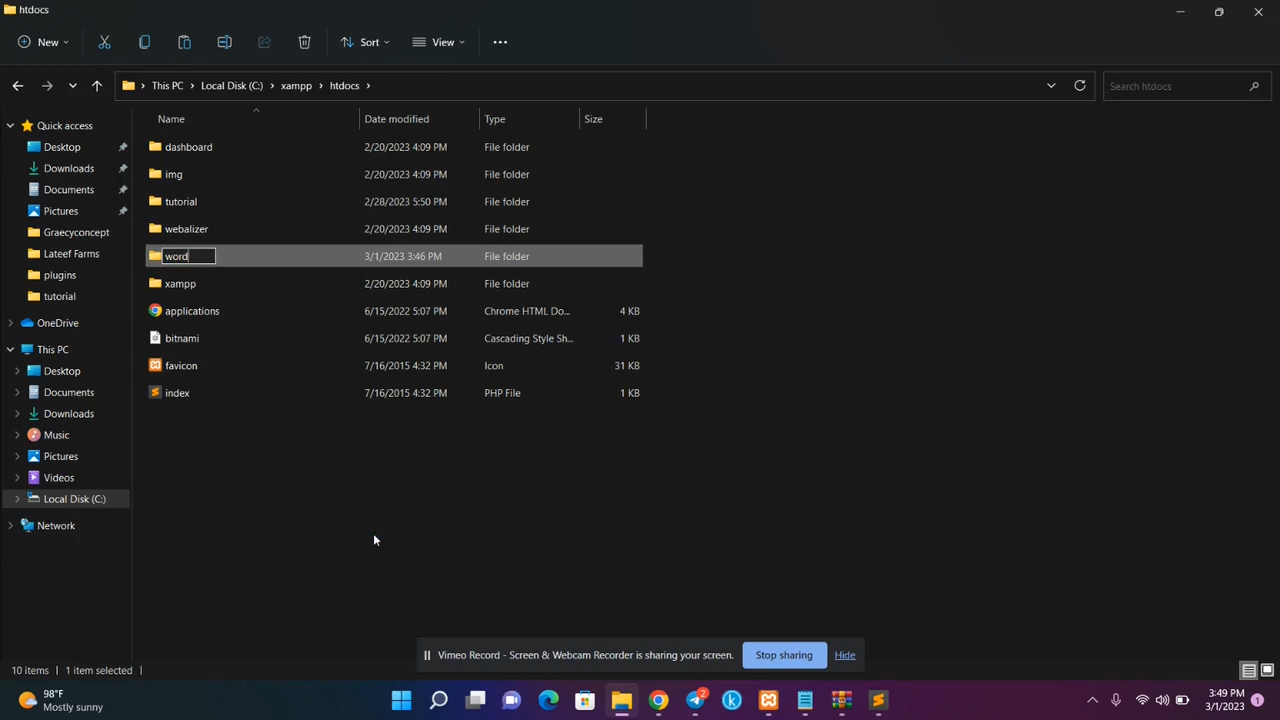 htdocs
New
Sort
View
This PC
Local Disk (C:)
xampp
htdocs
Search htdocs
Name
Date modified
Type
Size
Quick access
Desktop
Downloads
Documents
Pictures
Graecyconcept
Lateef Farms
plugins
tutorial
OneDrive
This PC
Desktop
Documents
Downloads
Music
Pictures
Videos
Local Disk (C:)
Network
dashboard 2/20/2023 4:09 PM File folder
img 2/20/2023 4:09 PM File folder
tutorial 2/28/2023 5:50 PM File folder
webalizer 2/20/2023 4:09 PM File folder
word 3/1/2023 3:46 PM File folder
xampp 2/20/2023 4:09 PM File folder
applications 6/15/2022 5:07 PM Chrome HTML Do... 4 KB
bitnami 6/15/2022 5:07 PM Cascading Style Sh... 1 KB
favicon 7/16/2015 4:32 PM Icon 31 KB
index 7/16/2015 4:32 PM PHP File 1 KB
Vimeo Record - Screen & Webcam Recorder is sharing your screen.
Stop sharing
Hide
10 items
1 item selected
98°F
Mostly sunny
2
3:49 PM
3/1/2023
1